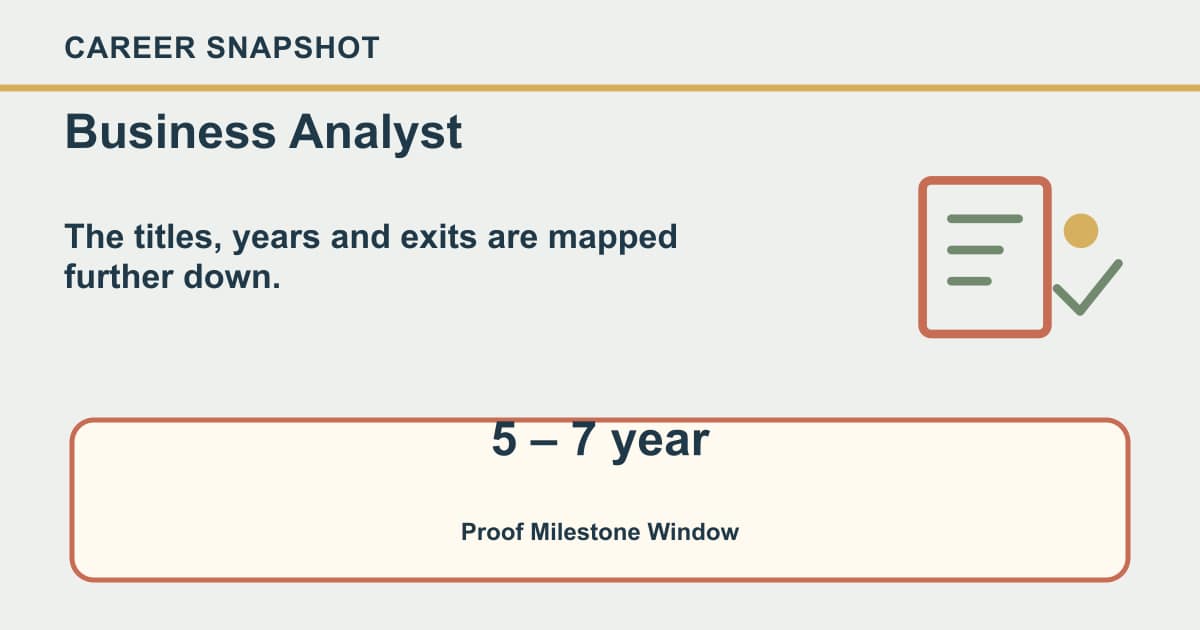 CAREER SNAPSHOT
Business Analyst
The titles, years and exits are mapped
further down.
5 – 7 year
Proof Milestone Window